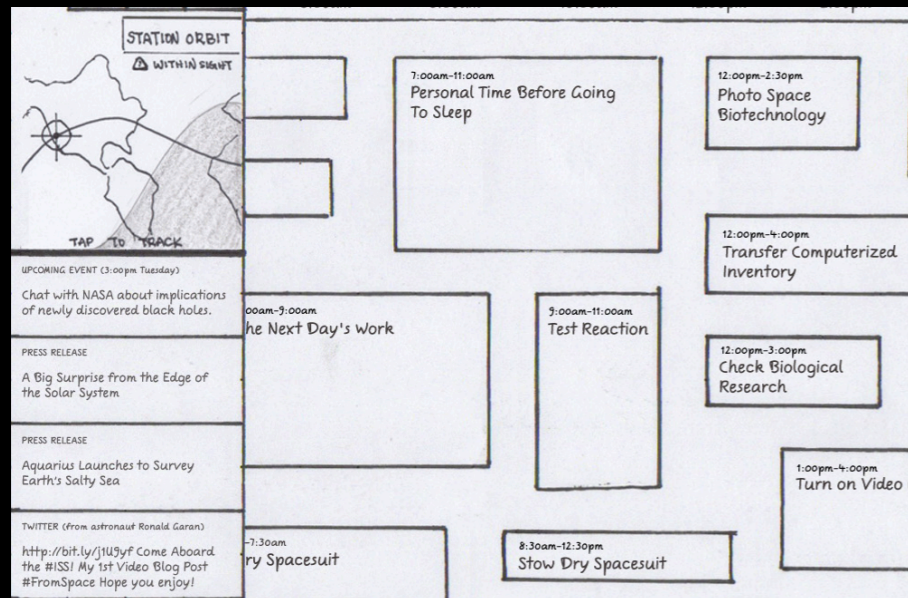 STATION ORBIT
WITHIN SIGHT
TAP TO TRACK
UPCOMING EVENT (3:00pm Tuesday)
Chat with NASA about implications
of newly discovered black holes.
PRESS RELEASE
A Big Surprise from the Edge of
the Solar System
PRESS RELEASE
Aquarius Launches to Survey
Earth's Salty Sea
TWITTER (from astronaut Ronald Garan)
http://bit.ly/j1U9yf Come Aboard
the #ISS! My 1st Video Blog Post
#FromSpace Hope you enjoy!
7:00am-11:00am
Personal Time Before Going
To Sleep
12:00pm-2:30pm
Photo Space
Biotechnology
12:00pm-4:00pm
Transfer Computerized
Inventory
00am-9:00am
he Next Day's Work
9:00am-11:00am
Test Reaction
12:00pm-3:00pm
Check Biological
Research
1:00pm-4:00pm
Turn on Video
-7:30am
ry Spacesuit
8:30am-12:30pm
Stow Dry Spacesuit